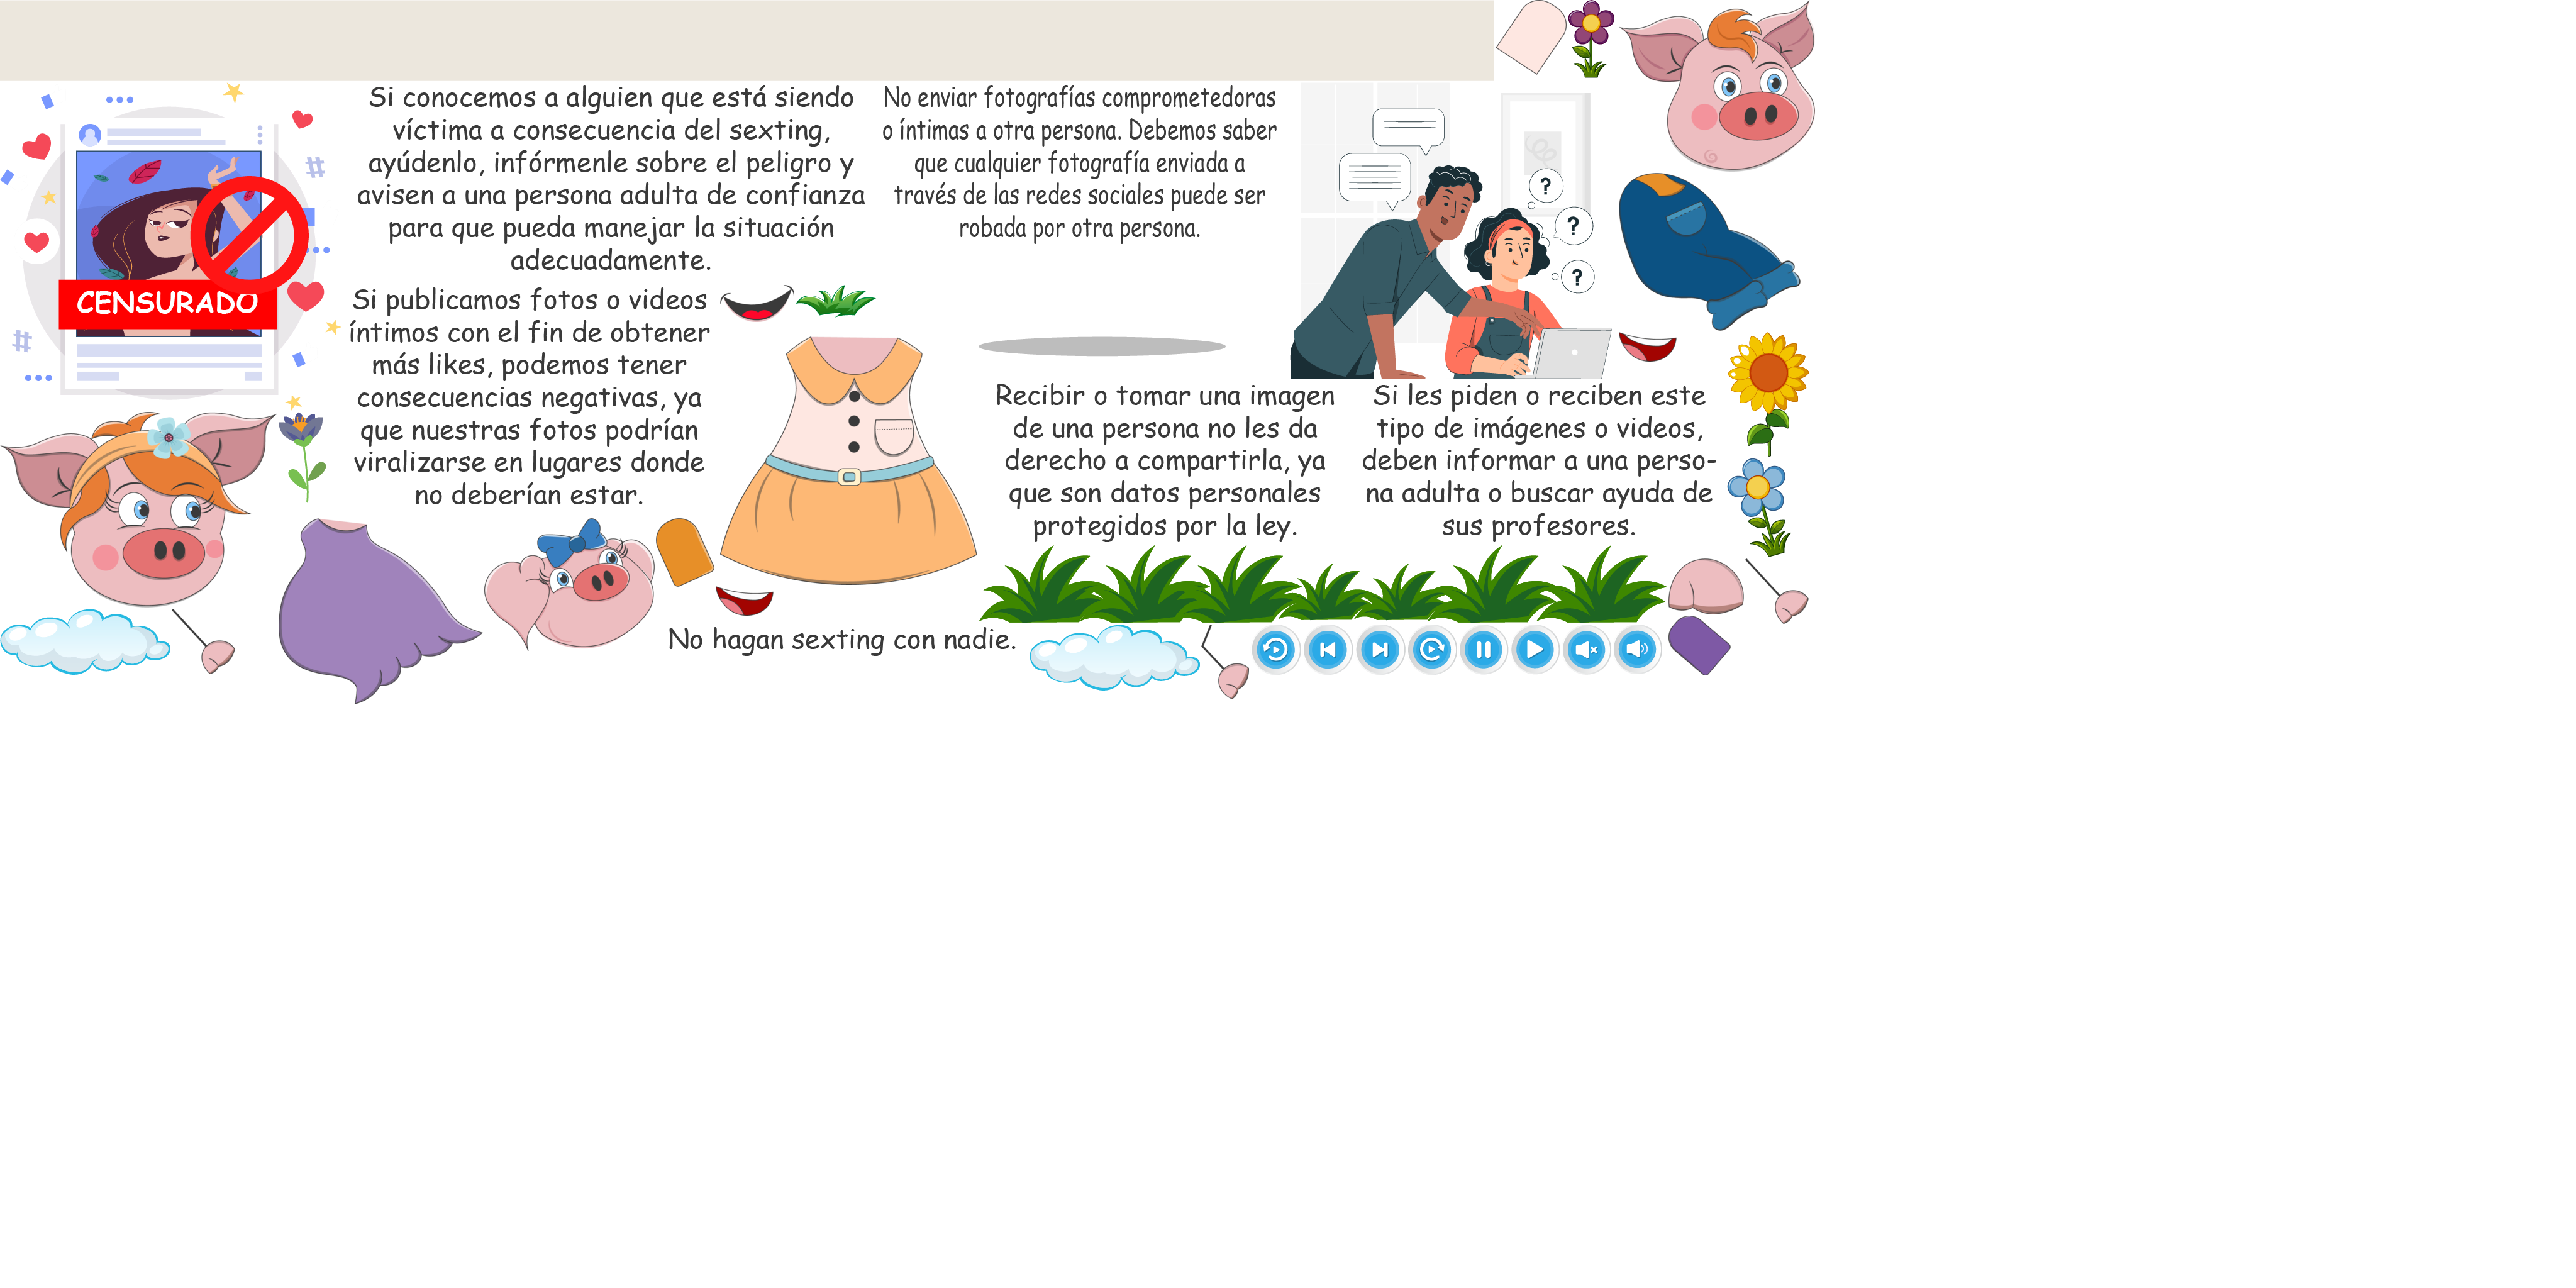 Si conocemos a alguien que está siendo
víctima a consecuencia del sexting,
ayúdenlo, infórmenle sobre el peligro y
avisen a una persona adulta de confianza
para que pueda manejar la situación
adecuadamente.
No enviar fotografías comprometedoras
o íntimas a otra persona. Debemos saber
que cualquier fotografía enviada a
través de las redes sociales puede ser
robada por otra persona.
?
?
?
#
#
CENSURADO
Si publicamos fotos o videos
íntimos con el fin de obtener
más likes, podemos tener
consecuencias negativas, ya
que nuestras fotos podrían
viralizarse en lugares donde
no deberían estar.
Recibir o tomar una imagen
de una persona no les da
derecho a compartirla, ya
que son datos personales
protegidos por la ley.
Si les piden o reciben este
tipo de imágenes o videos,
deben informar a una perso-
na adulta o buscar ayuda de
sus profesores.
No hagan sexting con nadie.